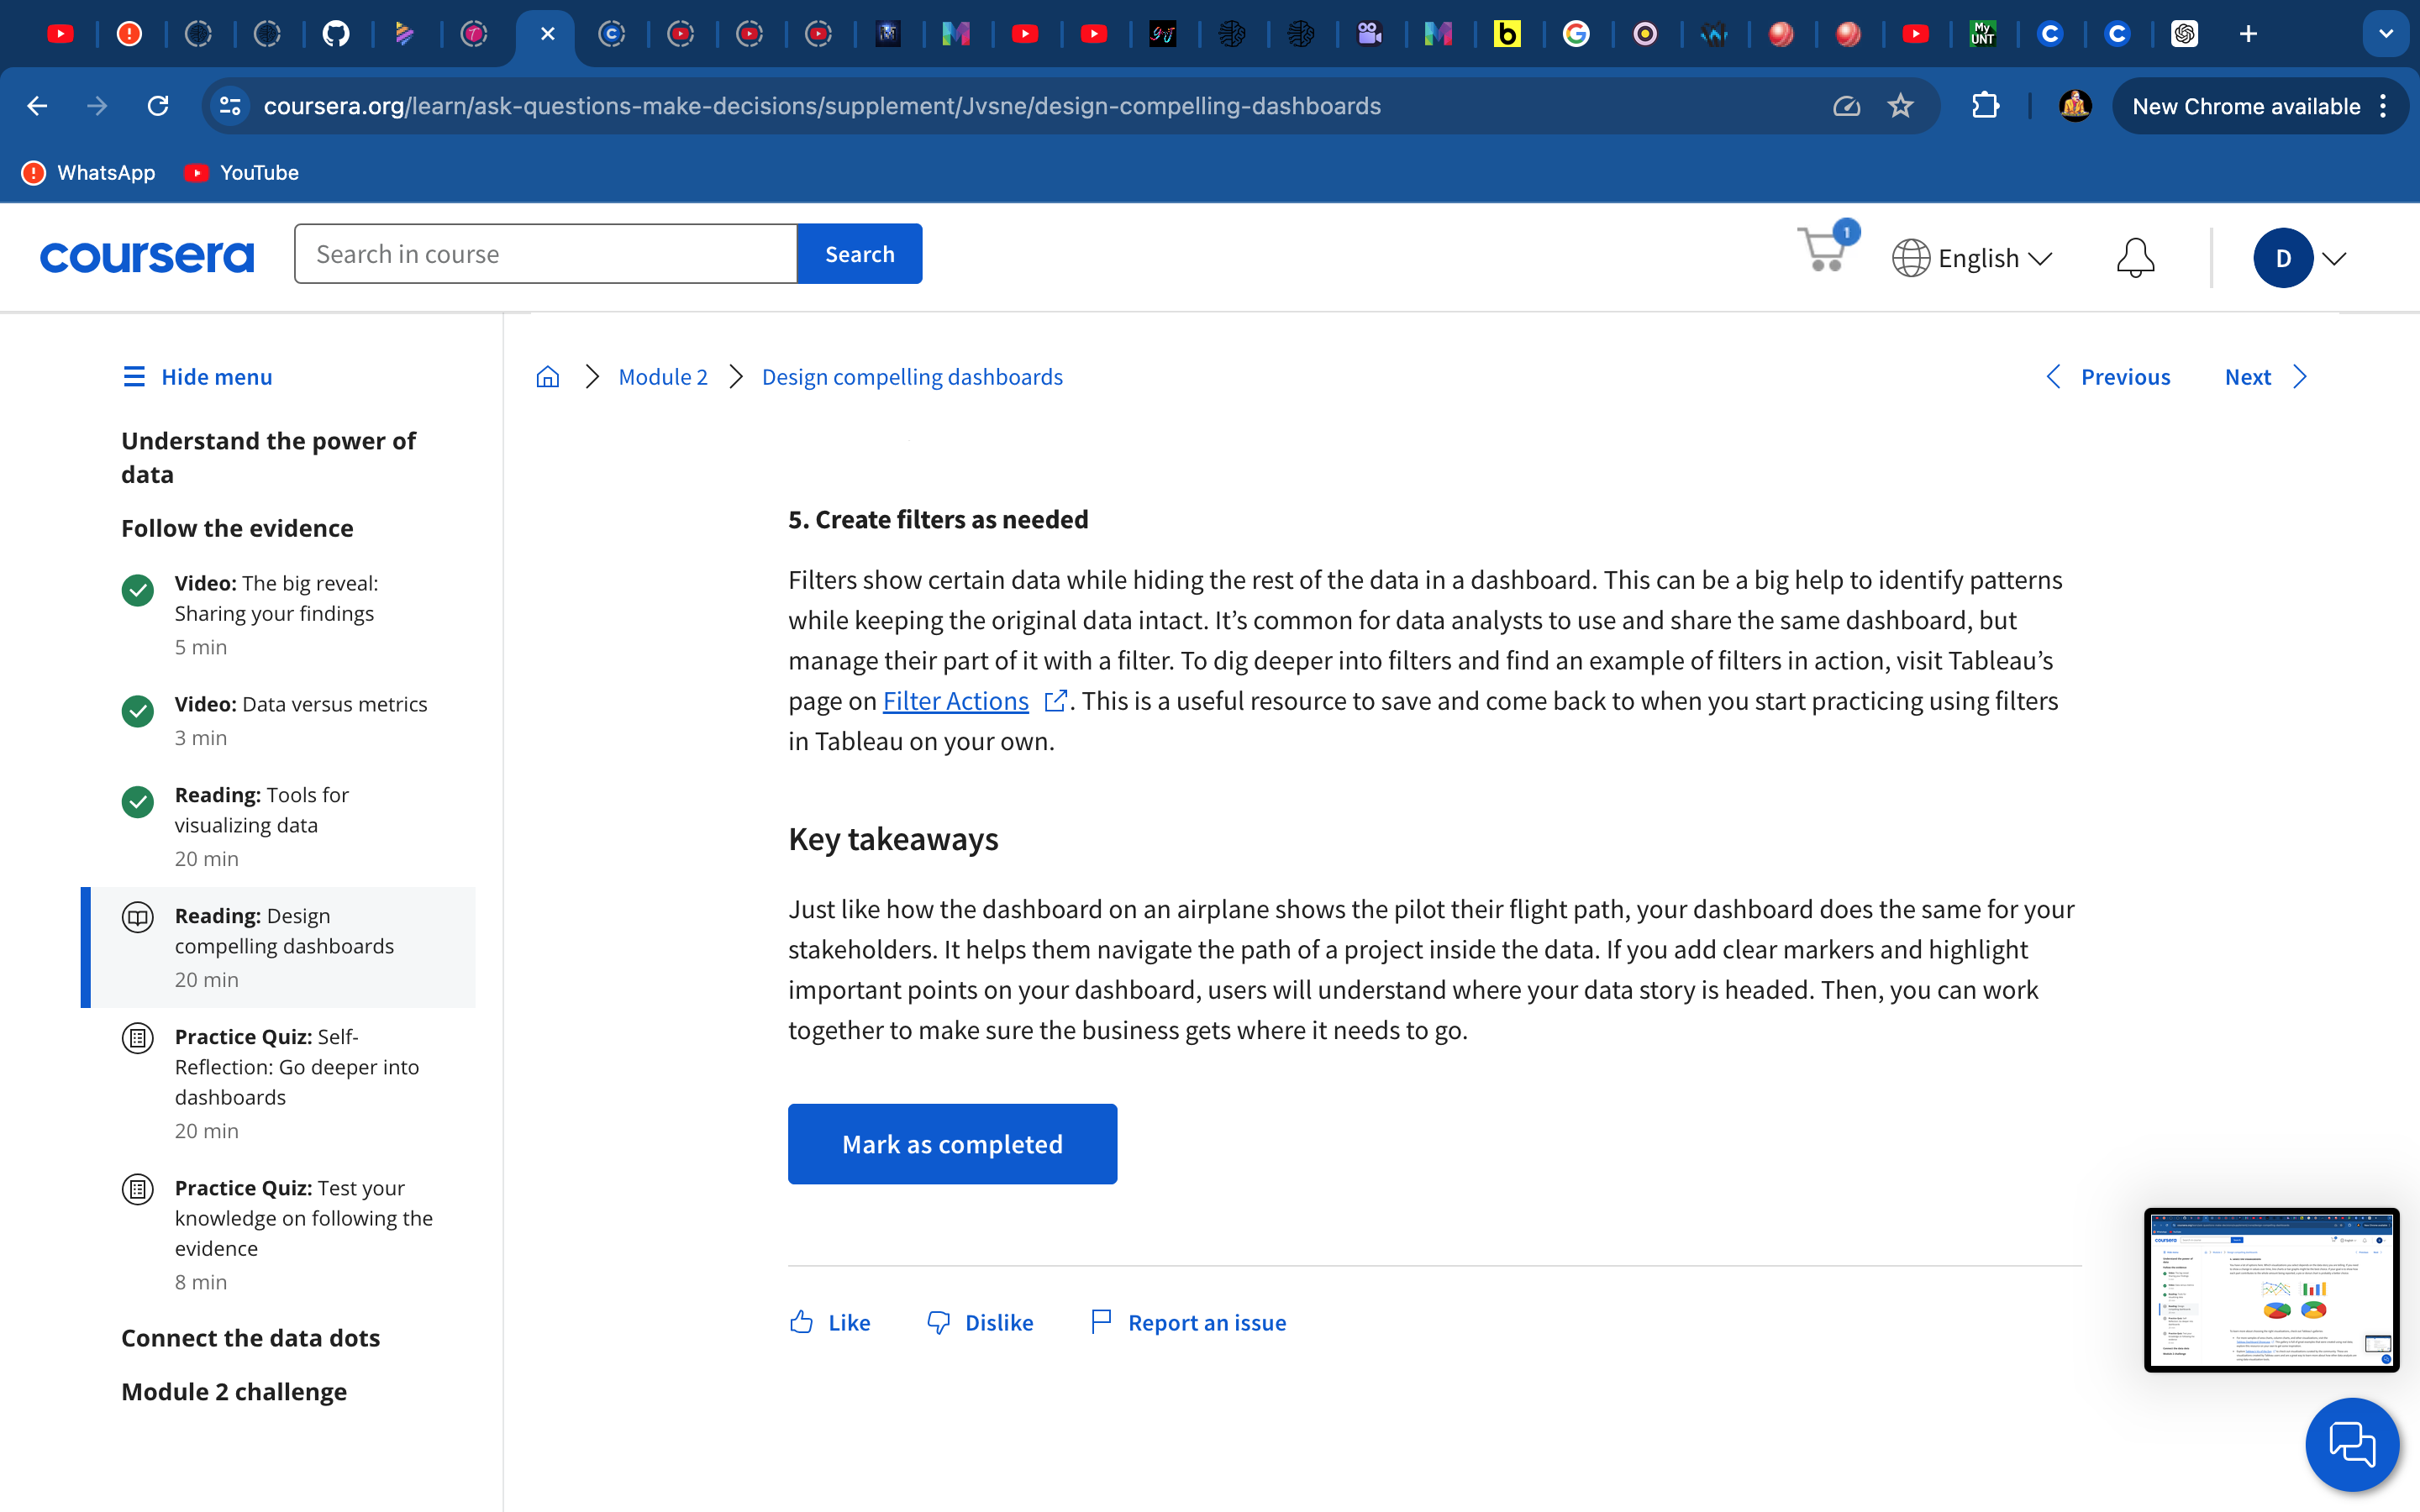 coursera.org/learn/ask-questions-make-decisions/supplement/Jvsne/design-compelling-dashboards
New Chrome available
WhatsApp
YouTube
coursera
Search in course
Search
1
English
D
Hide menu
Understand the power of
data
Follow the evidence
Video: The big reveal:
Sharing your findings
5 min
Video: Data versus metrics
3 min
Reading: Tools for
visualizing data
20 min
Reading: Design
compelling dashboards
20 min
Practice Quiz: Self-
Reflection: Go deeper into
dashboards
20 min
Practice Quiz: Test your
knowledge on following the
evidence
8 min
Connect the data dots
Module 2 challenge
Module 2
Design compelling dashboards
Previous
Next
5. Create filters as needed
Filters show certain data while hiding the rest of the data in a dashboard. This can be a big help to identify patterns
while keeping the original data intact. It’s common for data analysts to use and share the same dashboard, but
manage their part of it with a filter. To dig deeper into filters and find an example of filters in action, visit Tableau’s
page on Filter Actions . This is a useful resource to save and come back to when you start practicing using filters
in Tableau on your own.
Key takeaways
Just like how the dashboard on an airplane shows the pilot their flight path, your dashboard does the same for your
stakeholders. It helps them navigate the path of a project inside the data. If you add clear markers and highlight
important points on your dashboard, users will understand where your data story is headed. Then, you can work
together to make sure the business gets where it needs to go.
Mark as completed
Like
Dislike
Report an issue